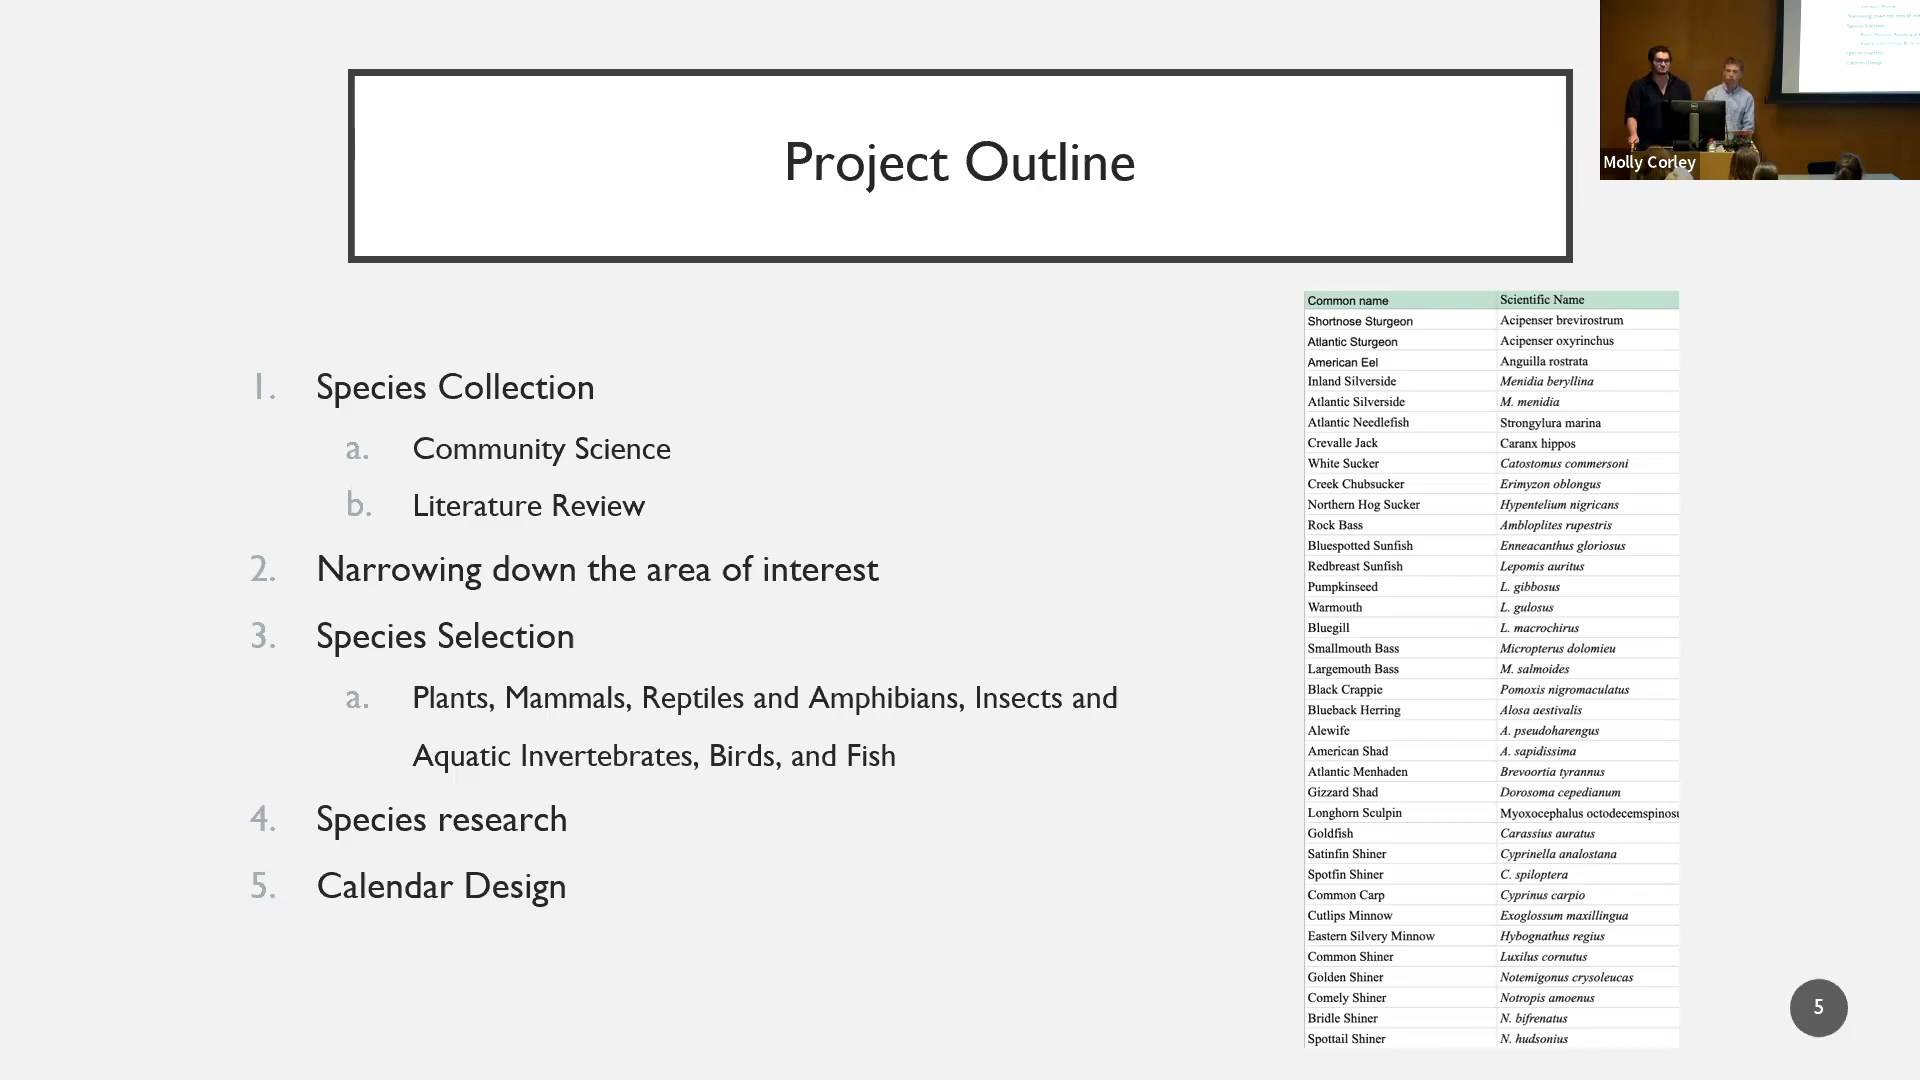 Project Outline
Molly Corley
1. Species Collection
a. Community Science
b. Literature Review
2. Narrowing down the area of interest
3. Species Selection
a. Plants, Mammals, Reptiles and Amphibians, Insects and
Aquatic Invertebrates, Birds, and Fish
4. Species research
5. Calendar Design
Common name Scientific Name
Shortnose Sturgeon Acipenser brevirostrum
Atlantic Sturgeon Acipenser oxyrinchus
American Eel Anguilla rostrata
Inland Silverside Menidia beryllina
Atlantic Silverside M. menidia
Atlantic Needlefish Strongylura marina
Crevalle Jack Caranx hippos
White Sucker Catostomus commersoni
Creek Chubsucker Erimyzon oblongus
Northern Hog Sucker Hypentelium nigricans
Rock Bass Ambloplites rupestris
Bluespotted Sunfish Enneacanthus gloriosus
Redbreast Sunfish Lepomis auritus
Pumpkinseed L. gibbosus
Warmouth L. gulosus
Bluegill L. macrochirus
Smallmouth Bass Micropterus dolomieu
Largemouth Bass M. salmoides
Black Crappie Pomoxis nigromaculatus
Blueback Herring Alosa aestivalis
Alewife A. pseudoharengus
American Shad A. sapidissima
Atlantic Menhaden Brevoortia tyrannus
Gizzard Shad Dorosoma cepedianum
Longhorn Sculpin Myoxocephalus octodecemspinosu
Goldfish Carassius auratus
Satinfin Shiner Cyprinella analostana
Spotfin Shiner C. spiloptera
Common Carp Cyprinus carpio
Cutlips Minnow Exoglossum maxillingua
Eastern Silvery Minnow Hybognathus regius
Common Shiner Luxilus cornutus
Golden Shiner Notemigonus crysoleucas
Comely Shiner Notropis amoenus
Bridle Shiner N. bifrenatus
Spottail Shiner N. hudsonius
5